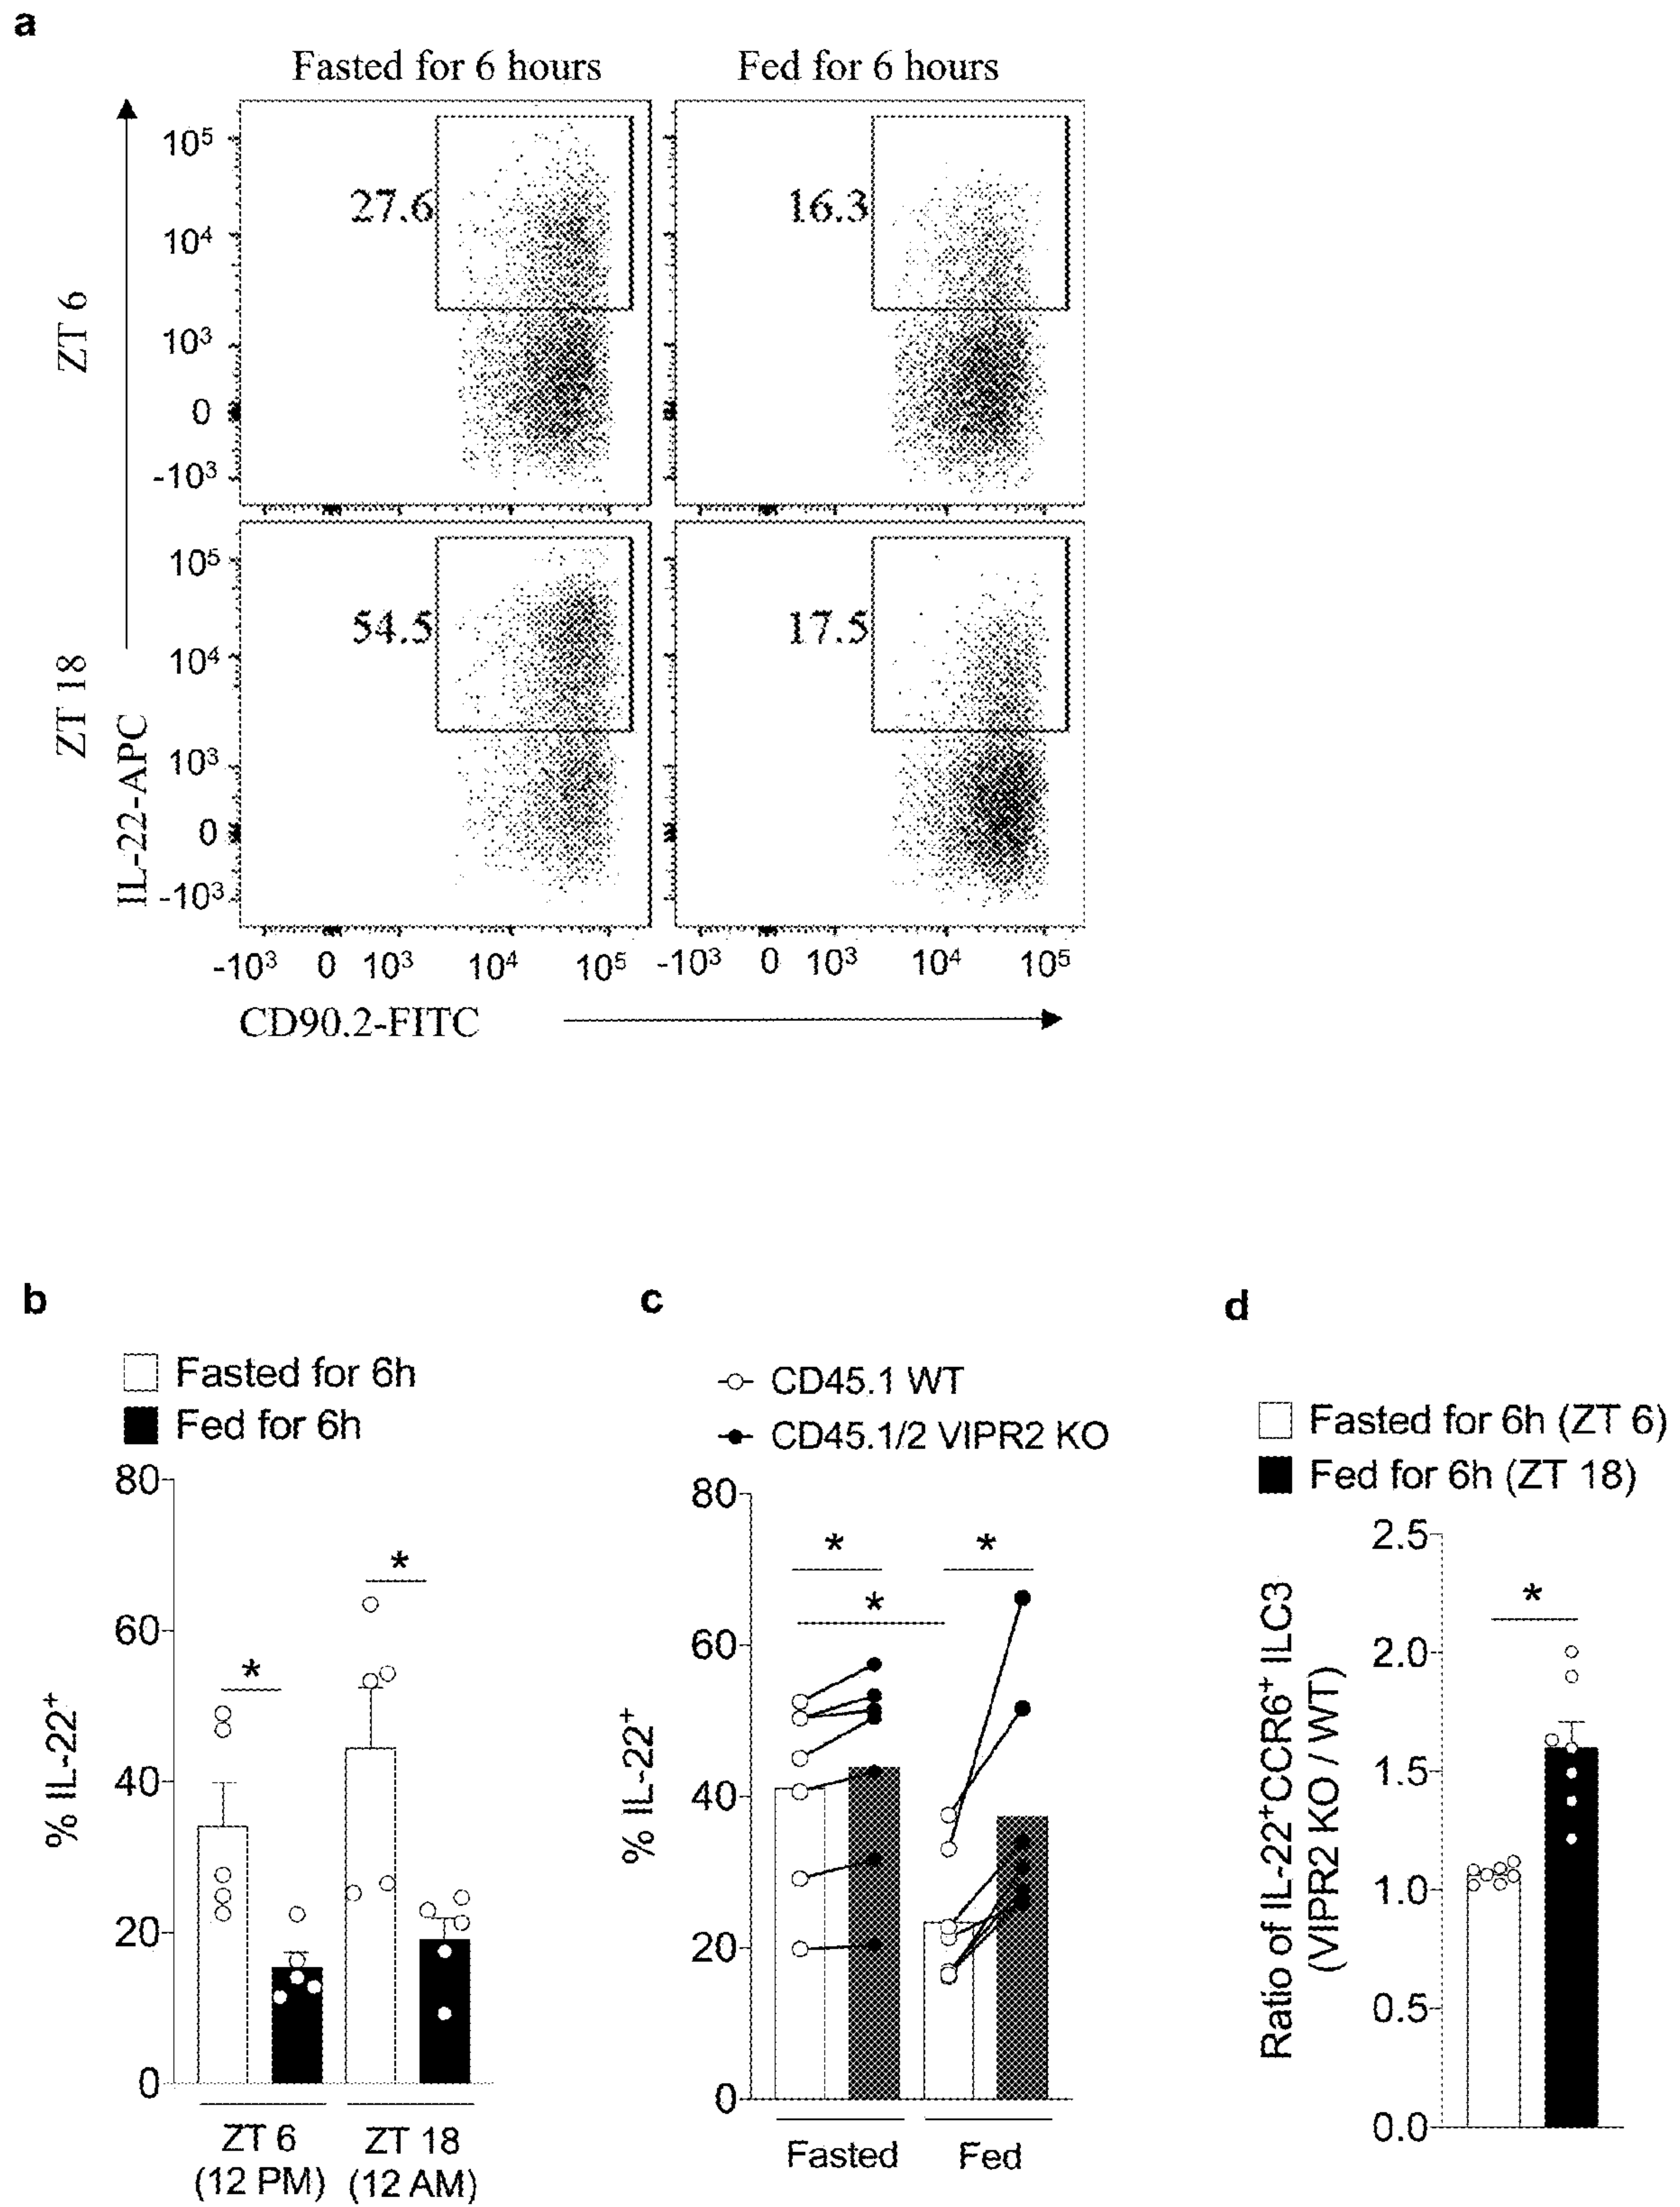 a
Fasted for 6 hours
Fed for 6 hours
ZT 6
10⁵
10⁴
10³
0
-10³
27.6
16.3
ZT 18
IL-22-APC
10⁵
10⁴
10³
0
-10³
54.5
17.5
-10³ 0 10³ 10⁴ 10⁵
-10³ 0 10³ 10⁴ 10⁵
CD90.2-FITC
b
Fasted for 6h
Fed for 6h
% IL-22⁺
80
60
40
20
0
*
*
ZT 6
(12 PM)
ZT 18
(12 AM)
c
CD45.1 WT
CD45.1/2 VIPR2 KO
% IL-22⁺
80
60
40
20
0
*
*
*
Fasted
Fed
d
Fasted for 6h (ZT 6)
Fed for 6h (ZT 18)
Ratio of IL-22⁺CCR6⁺ ILC3
(VIPR2 KO / WT)
2.5
2.0
1.5
1.0
0.5
0.0
*